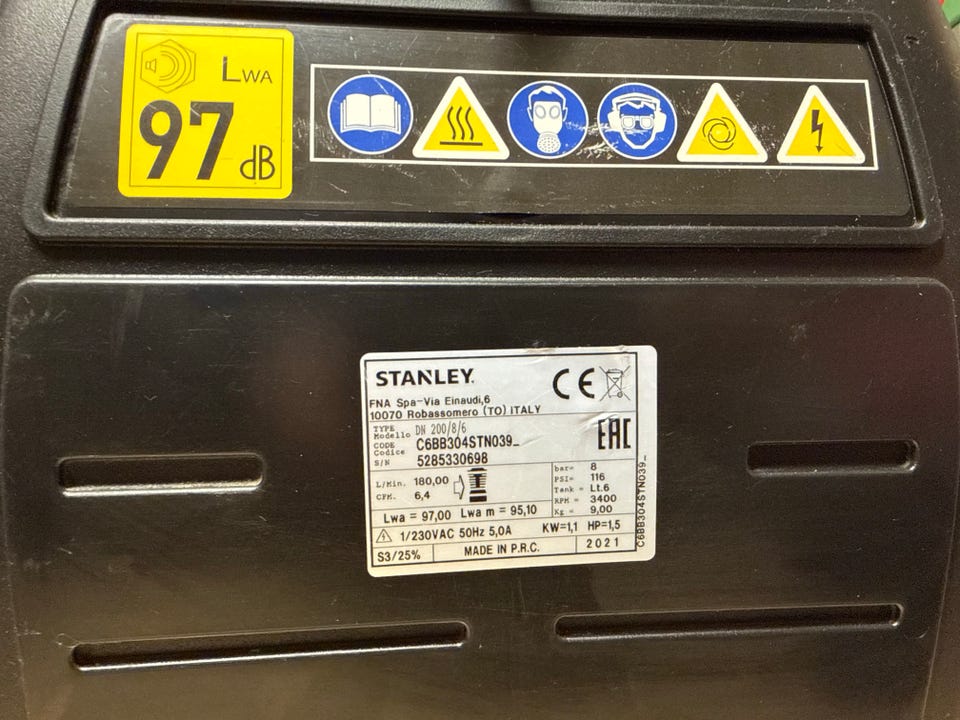 LWA
97 dB
STANLEY.
CE
FNA Spa-Via Einaudi,6
10070 Robassomero (TO) ITALY
TYPE
Modello
DN 200/8/6
EAC
CODE
Codice
C6BB304STN039_
S/N
5285330698
L/Min. 180,00
CFM. 6,4
bar= 8
PSI= 116
Tank = Lt.6
RPM = 3400
Kg = 9,00
Lwa = 97,00 Lwa m = 95,10
1/230VAC 50Hz 5,0A KW=1,1 HP=1,5
S3/25% MADE IN P.R.C. 2021
C6BB304STN039_